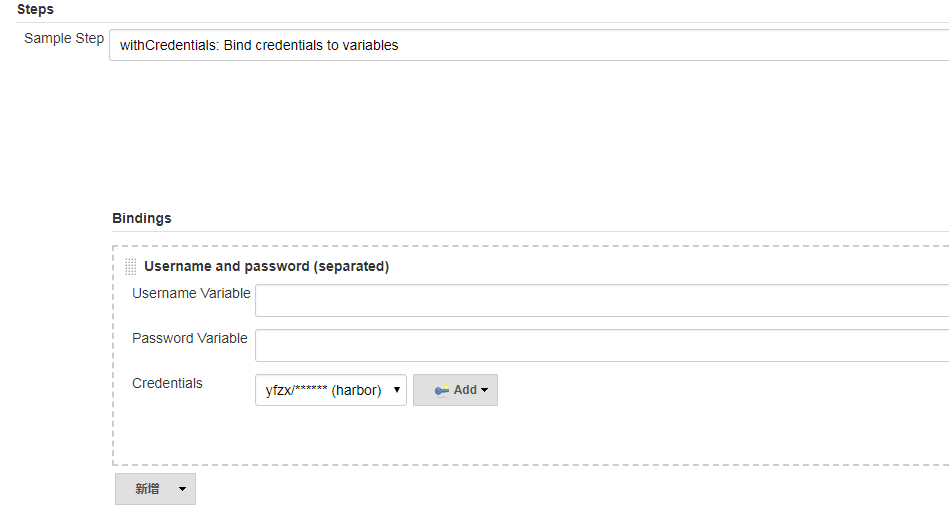 Steps
Sample Step
withCredentials: Bind credentials to variables
Bindings
Username and password (separated)
Username Variable
Password Variable
Credentials
yfzx/****** (harbor)
Add
新增